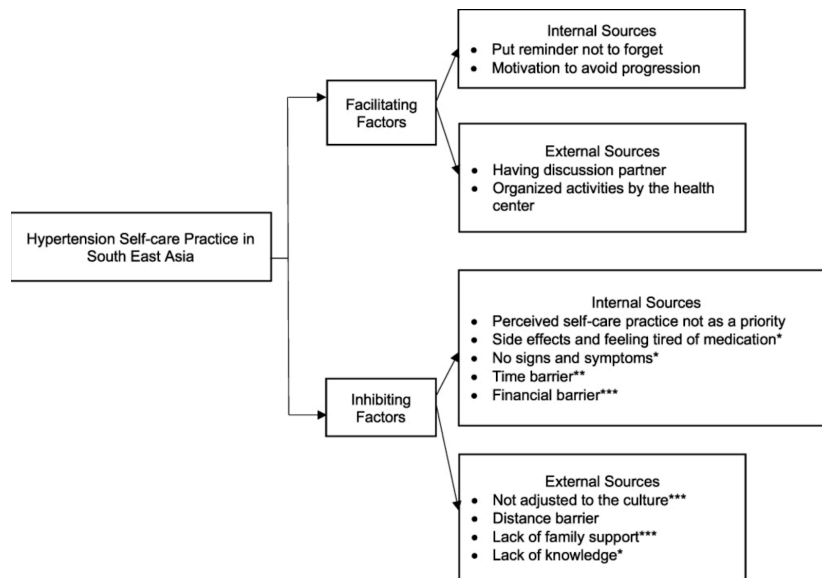 Internal Sources
• Put reminder not to forget
• Motivation to avoid progression
Facilitating
Factors
External Sources
• Having discussion partner
• Organized activities by the health
center
Hypertension Self-care Practice in
South East Asia
Internal Sources
• Perceived self-care practice not as a priority
• Side effects and feeling tired of medication*
• No signs and symptoms*
• Time barrier**
• Financial barrier***
Inhibiting
Factors
External Sources
• Not adjusted to the culture***
• Distance barrier
• Lack of family support***
• Lack of knowledge*